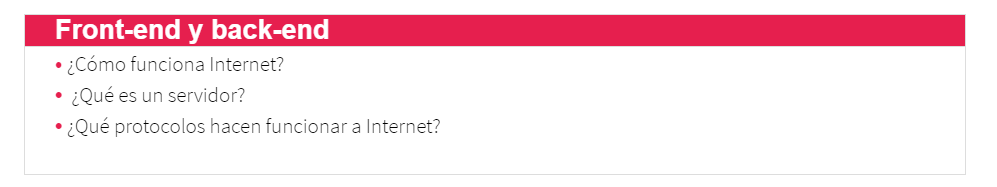 Front-end y back-end
• ¿Cómo funciona Internet?
• ¿Qué es un servidor?
• ¿Qué protocolos hacen funcionar a Internet?